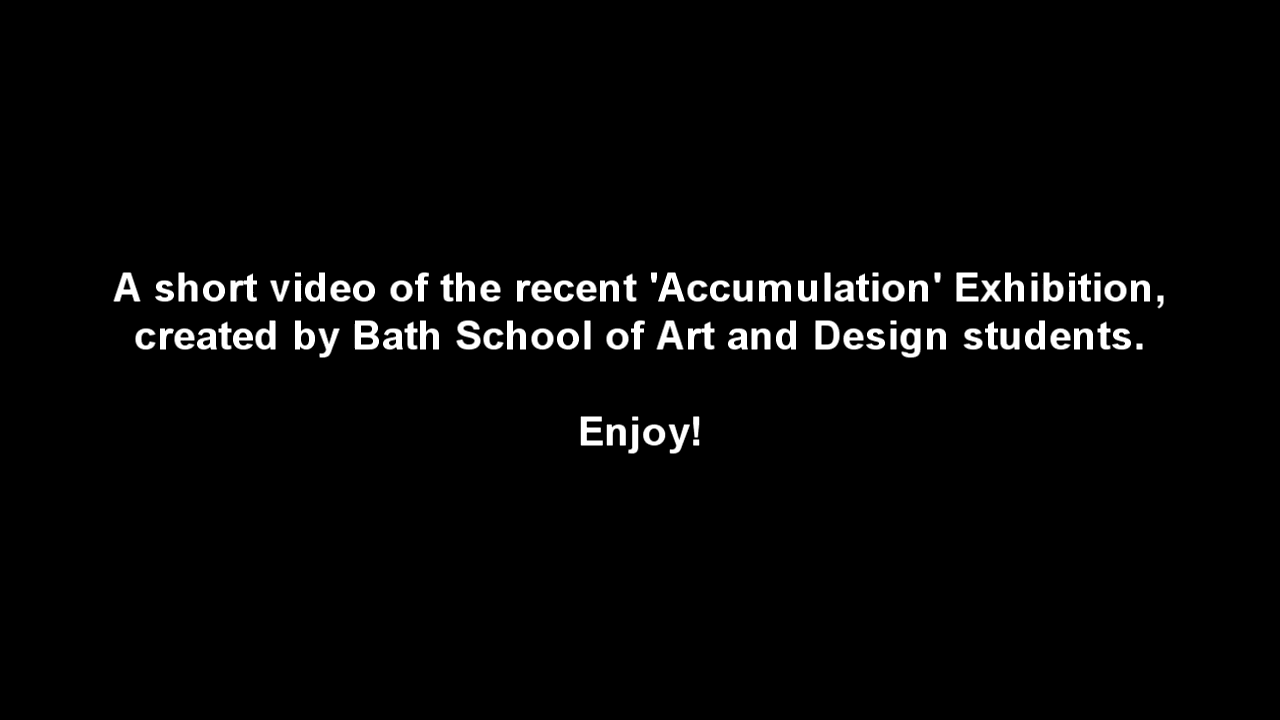 A short video of the recent 'Accumulation' Exhibition,
created by Bath School of Art and Design students.
Enjoy!